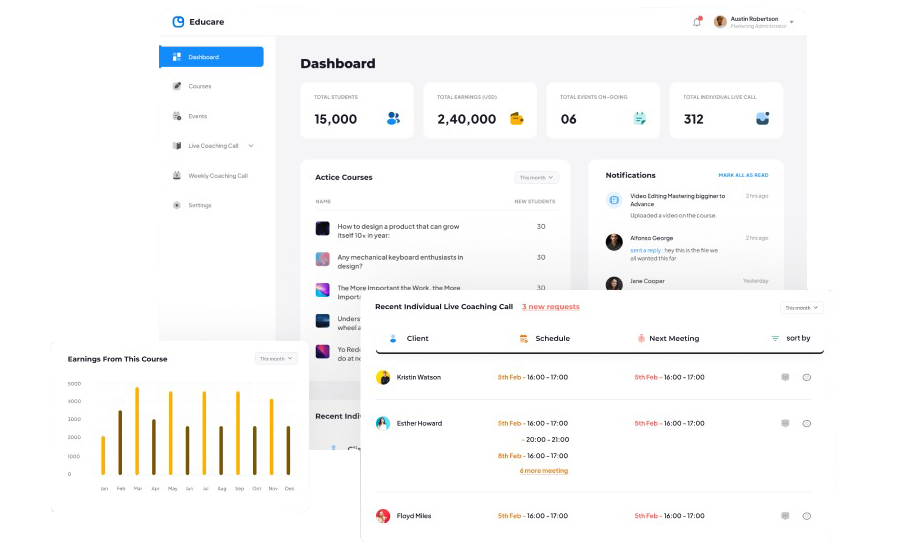 Educare
Austin Robertson
Marketing Administrator
Dashboard
Courses
Events
Live Coaching Call
Weekly Coaching Call
Settings
Dashboard
TOTAL STUDENTS
15,000
TOTAL EARNINGS (USD)
2,40,000
TOTAL EVENTS ON-GOING
06
TOTAL INDIVIDUAL LIVE CALL
312
Actice Courses
This month
NAME
NEW STUDENTS
How to design a product that can grow
itself 10x in year:
30
Any mechanical keyboard enthusiasts in
design?
30
The More Important the Work, the More
Importa
Unders
wheel a
Yo Redd
do at ne
Recent Indi
Clie
Notifications
MARK ALL AS READ
Video Editing Mastering bigginer to
Advance
2 hrs ago
Uploaded a video on the course.
Alfonso George
2 hrs ago
sent a reply: hey this is the file we
all wanted this far
Jane Cooper
Yesterday
Recent Individual Live Coaching Call
3 new requests
This month
Client
Schedule
Next Meeting
sort by
Kristin Watson
5th Feb - 16:00 - 17:00
5th Feb - 16:00 - 17:00
Esther Howard
5th Feb - 16:00 - 17:00
5th Feb - 16:00 - 17:00
- 20:00 - 21:00
8th Feb - 16:00 - 17:00
6 more meeting
Floyd Miles
5th Feb - 16:00 - 17:00
5th Feb - 16:00 - 17:00
Earnings From This Course
This month
5000
4000
3000
2000
1000
0
Jan Feb Mar Apr May Jun Jul Aug Sep Oct Nov Dec